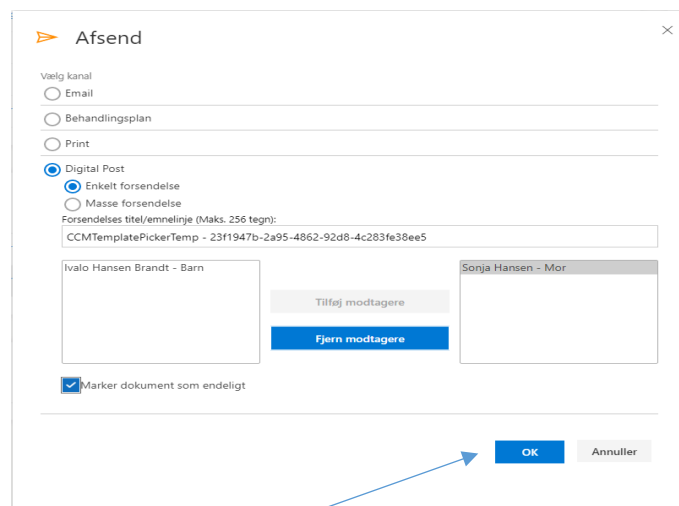 Afsend
Vælg kanal
Email
Behandlingsplan
Print
Digital Post
Enkelt forsendelse
Masse forsendelse
Forsendelses titel/emnelinje (Maks. 256 tegn):
CCMTemplatePickerTemp - 23f1947b-2a95-4862-92d8-4c283fe38ee5
Ivalo Hansen Brandt - Barn
Sonja Hansen - Mor
Tilføj modtagere
Fjern modtagere
Marker dokument som endeligt
OK
Annuller